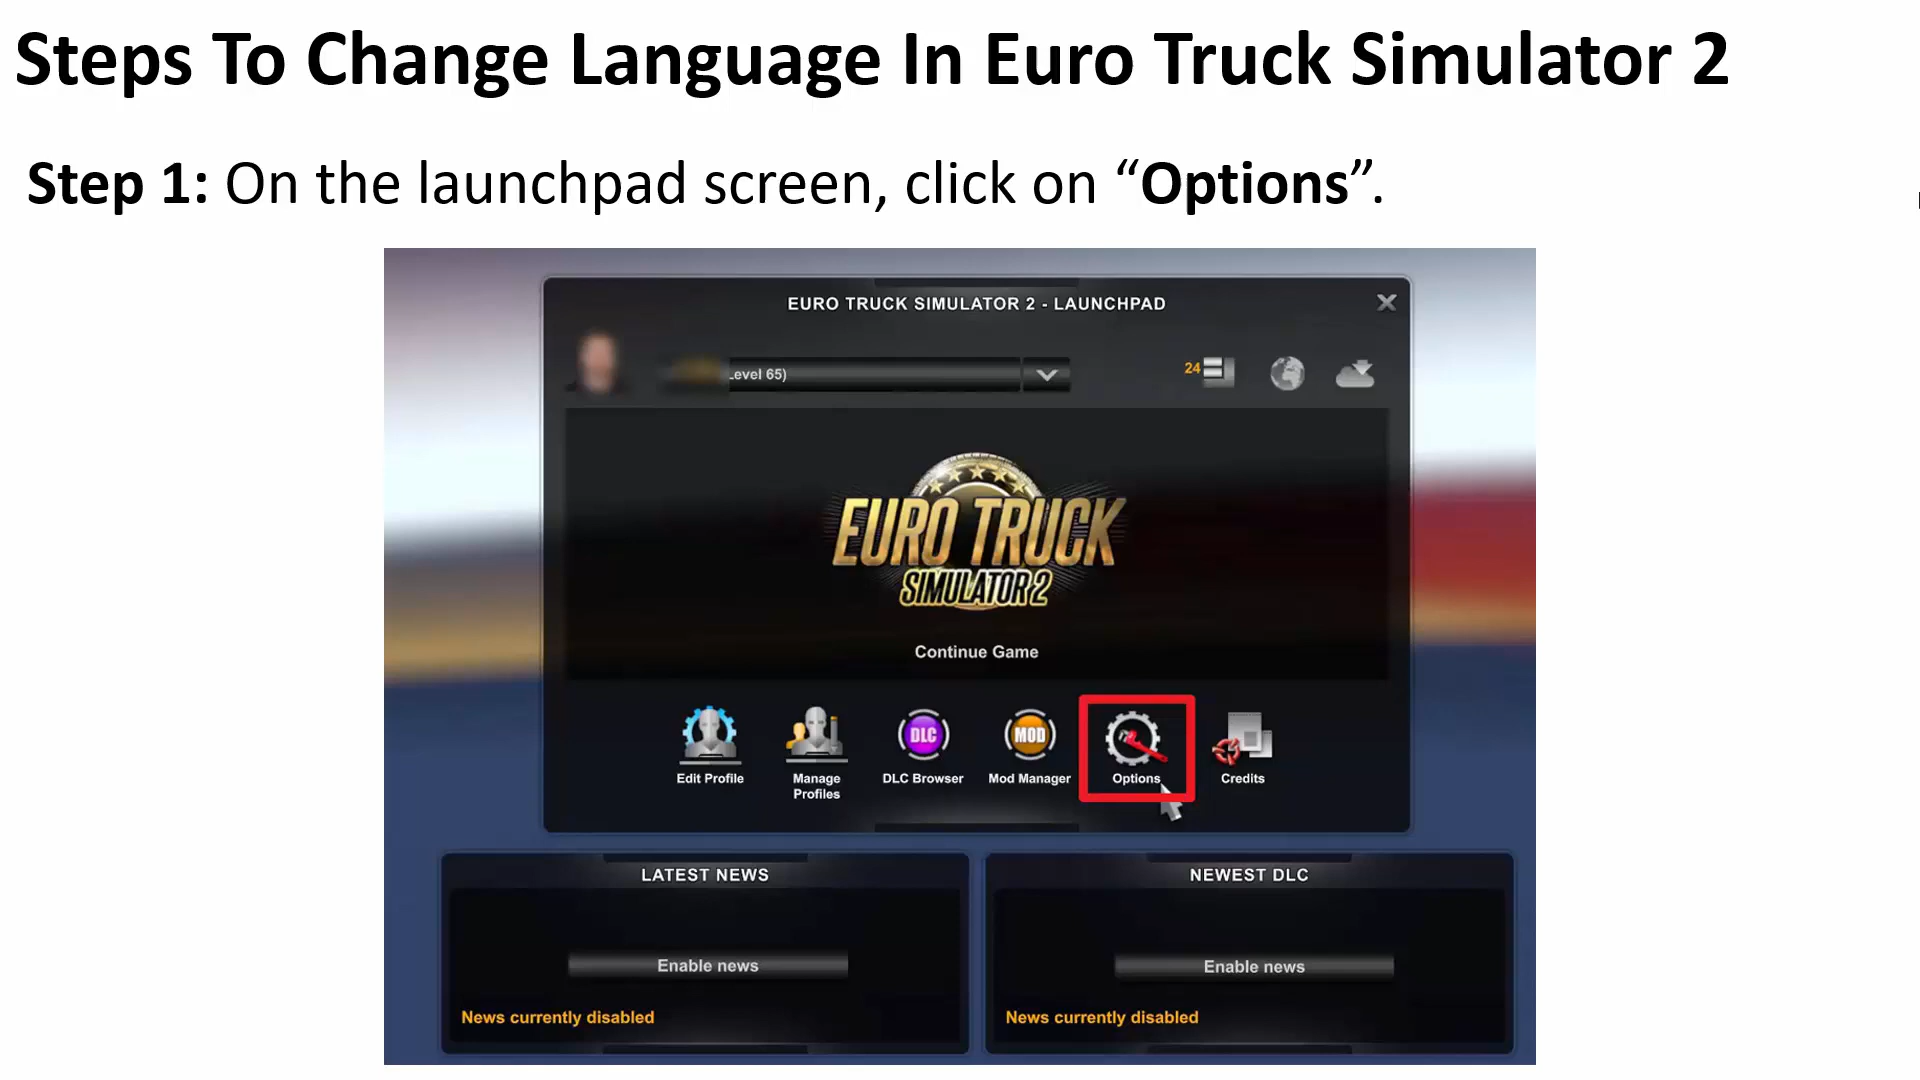 Steps To Change Language In Euro Truck Simulator 2
Step 1: On the launchpad screen, click on “Options”.
EURO TRUCK SIMULATOR 2 - LAUNCHPAD
Level 65)
24
EURO TRUCK
SIMULATOR 2
Continue Game
DLC
MOD
Edit Profile
Manage
Profiles
DLC Browser
Mod Manager
Options
Credits
LATEST NEWS
NEWEST DLC
Enable news
Enable news
News currently disabled
News currently disabled